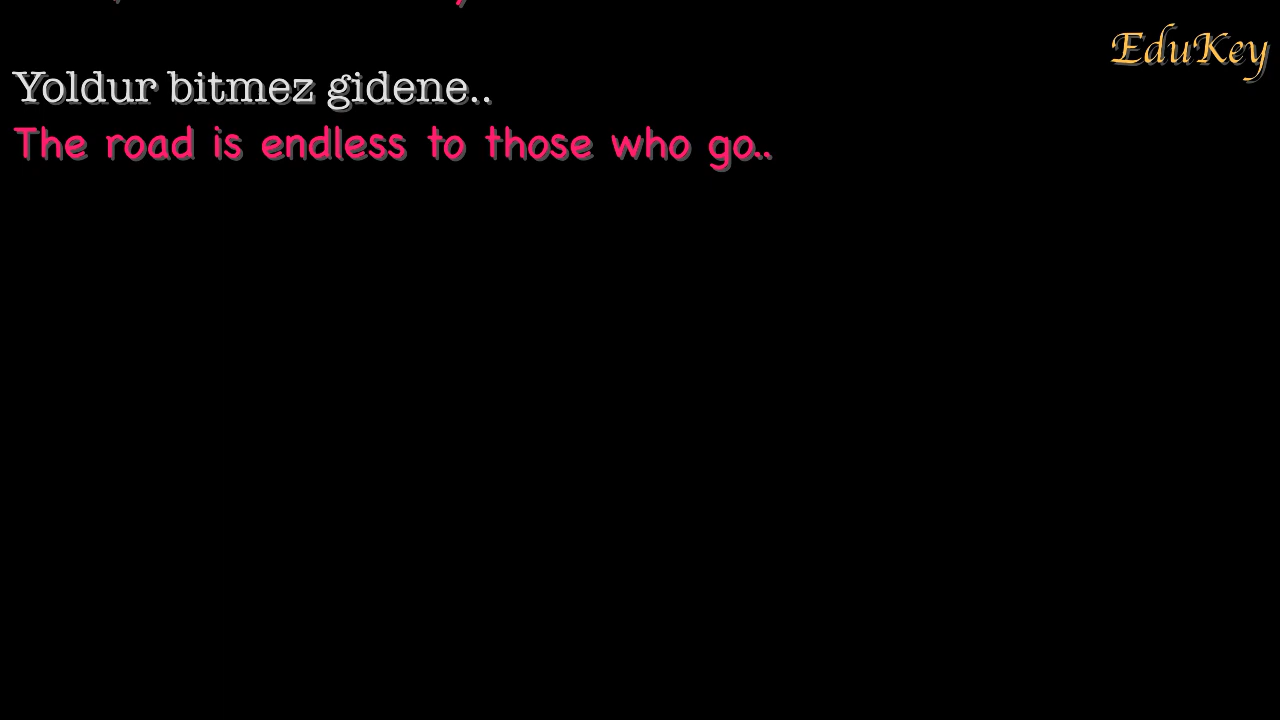 EduKey
Yoldur bitmez gidene..
The road is endless to those who go..